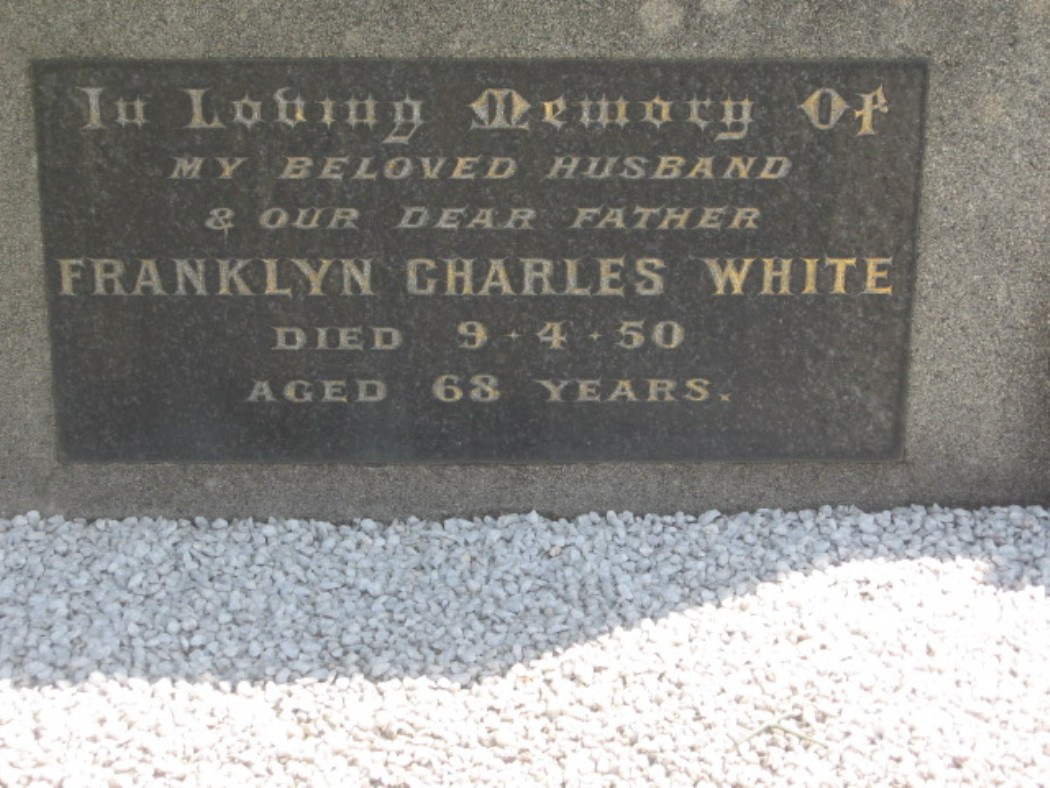 In Loving Memory Of
MY BELOVED HUSBAND
& OUR DEAR FATHER
FRANKLYN CHARLES WHITE
DIED 9·4·50
AGED 68 YEARS.